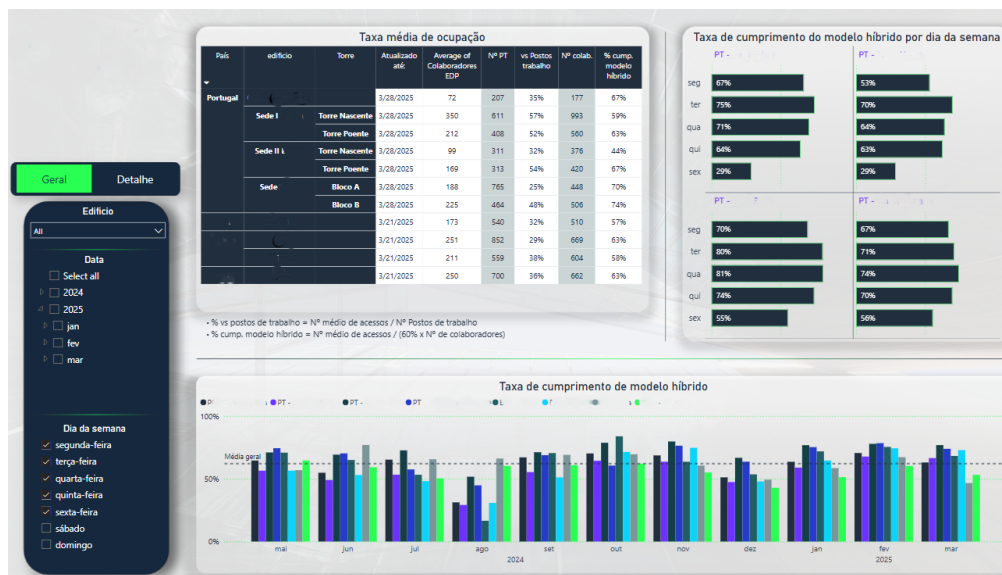 Taxa média de ocupação
País edifício Torre Atualizado até: Average of Colaboradores EDP Nº PT vs Postos trabalho Nº colab. % cump. modelo híbrido
Portugal 3/28/2025 72 207 35% 177 67%
Sede I Torre Nascente 3/28/2025 350 611 57% 993 59%
Torre Poente 3/28/2025 212 408 52% 560 63%
Sede II Torre Nascente 3/28/2025 99 311 32% 376 44%
Torre Poente 3/28/2025 169 313 54% 420 67%
Sede Bloco A 3/28/2025 188 765 25% 448 70%
Bloco B 3/28/2025 225 464 48% 506 74%
3/21/2025 173 540 32% 510 57%
3/21/2025 251 852 29% 669 63%
3/21/2025 211 559 38% 604 58%
3/21/2025 250 700 36% 662 63%
• % vs postos de trabalho = Nº médio de acessos / Nº Postos de trabalho
• % cump. modelo híbrido = Nº médio de acessos / (60% x Nº de colaboradores)
Taxa de cumprimento do modelo híbrido por dia da semana
PT - PT -
seg 67% 53%
ter 75% 70%
qua 71% 64%
qui 64% 63%
sex 29% 29%
PT - PT -
seg 70% 67%
ter 80% 71%
qua 81% 74%
qui 74% 70%
sex 55% 56%
Geral Detalhe
Edifício
All
Data
Select all
2024
2025
jan
fev
mar
Dia da semana
segunda-feira
terça-feira
quarta-feira
quinta-feira
sexta-feira
sábado
domingo
Taxa de cumprimento de modelo híbrido
PT - PT - PT
100%
Média geral
50%
0%
mai jun jul ago set out nov dez jan fev mar
2024 2025